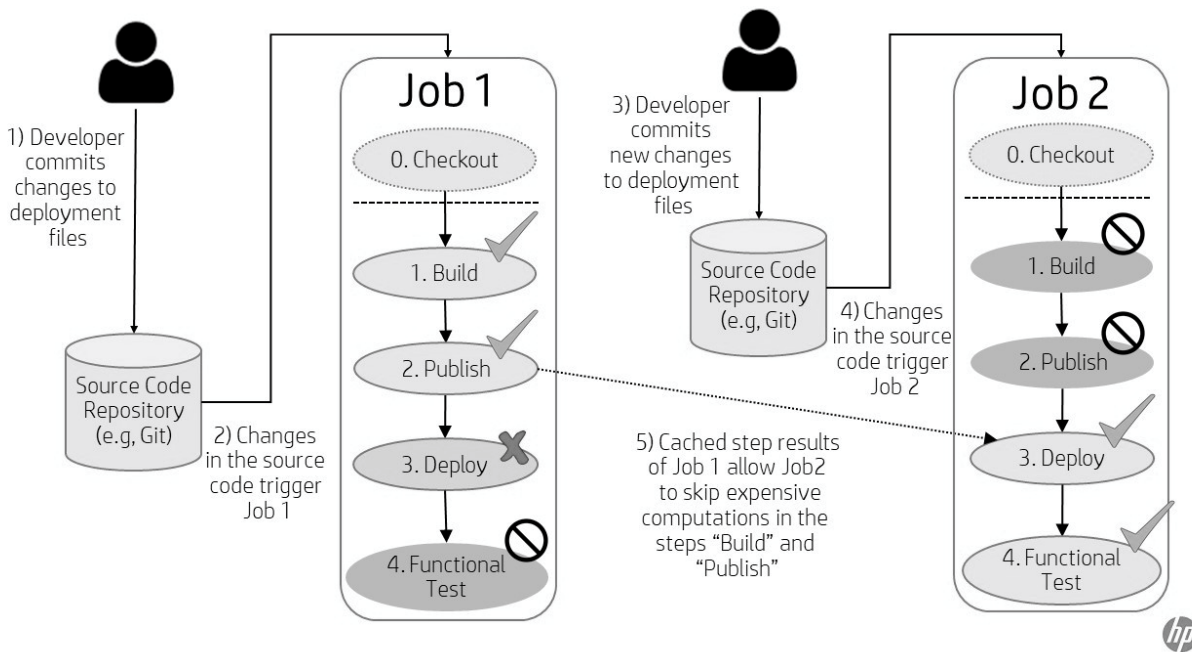 1) Developer
commits
changes to
deployment
files
Source Code
Repository
(e.g, Git)
2) Changes
in the source
code trigger
Job 1
Job 1
0. Checkout
1. Build
2. Publish
3. Deploy
4. Functional
Test
3) Developer
commits
new changes
to deployment
files
Source Code
Repository
(e.g, Git)
4) Changes
in the source
code trigger
Job 2
5) Cached step results
of Job 1 allow Job2
to skip expensive
computations in the
steps “Build” and
“Publish”
Job 2
0. Checkout
1. Build
2. Publish
3. Deploy
4. Functional
Test
hp